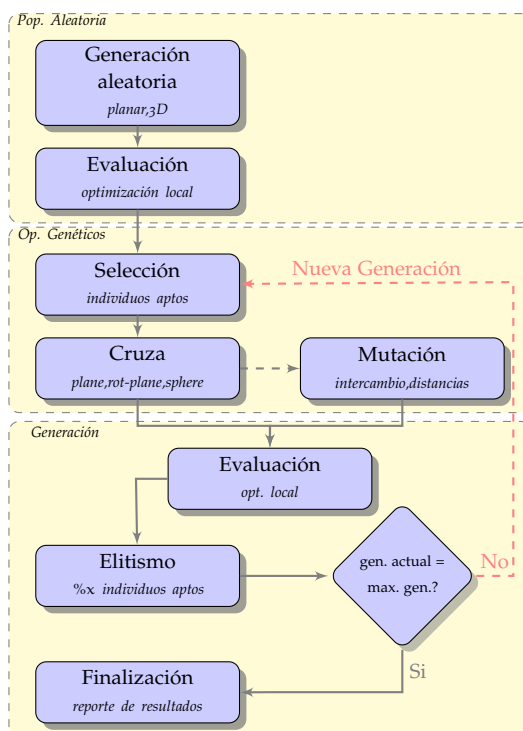 Pop. Aleatoria
Generación
aleatoria
planar,3D
Evaluación
optimización local
Op. Genéticos
Selección
individuos aptos
Nueva Generación
Cruza
plane,rot-plane,sphere
Mutación
intercambio,distancias
Generación
Evaluación
opt. local
Elitismo
%x individuos aptos
gen. actual =
max. gen.?
No
Si
Finalización
reporte de resultados